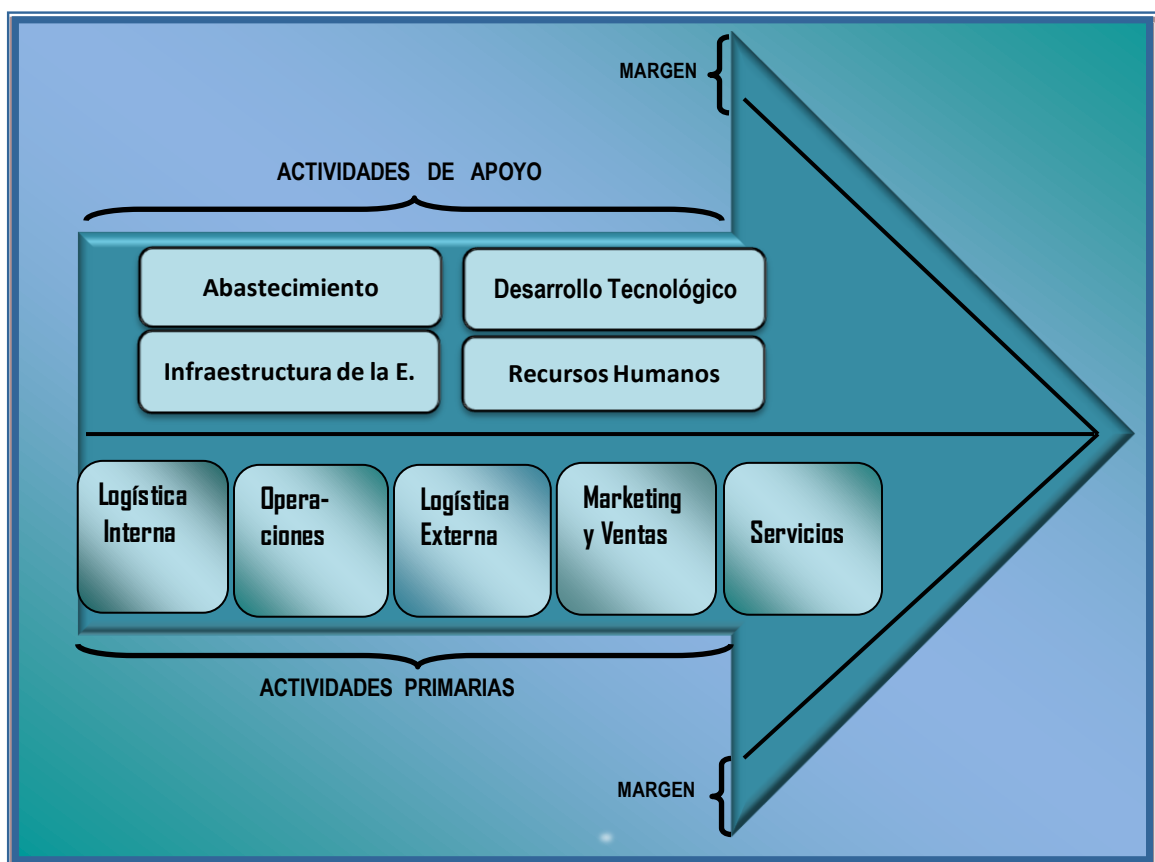 MARGEN
ACTIVIDADES DE APOYO
Abastecimiento
Desarrollo Tecnológico
Infraestructura de la E.
Recursos Humanos
Logística
Interna
Opera-
ciones
Logística
Externa
Marketing
y Ventas
Servicios
ACTIVIDADES PRIMARIAS
MARGEN